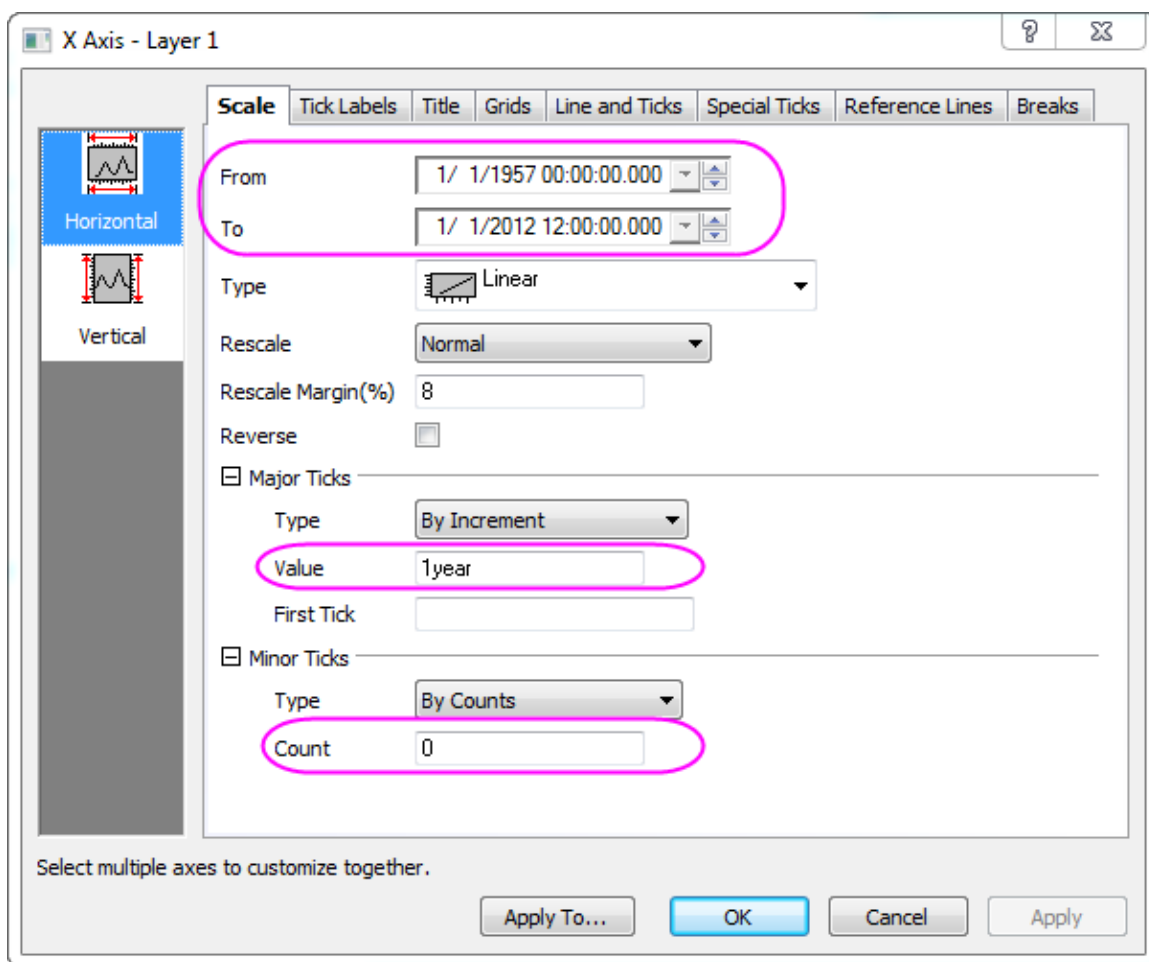 X Axis - Layer 1
Scale Tick Labels Title Grids Line and Ticks Special Ticks Reference Lines Breaks
Horizontal
Vertical
From 1/ 1/1957 00:00:00.000
To 1/ 1/2012 12:00:00.000
Type Linear
Rescale Normal
Rescale Margin(%) 8
Reverse
Major Ticks
Type By Increment
Value 1year
First Tick
Minor Ticks
Type By Counts
Count 0
Select multiple axes to customize together.
Apply To... OK Cancel Apply